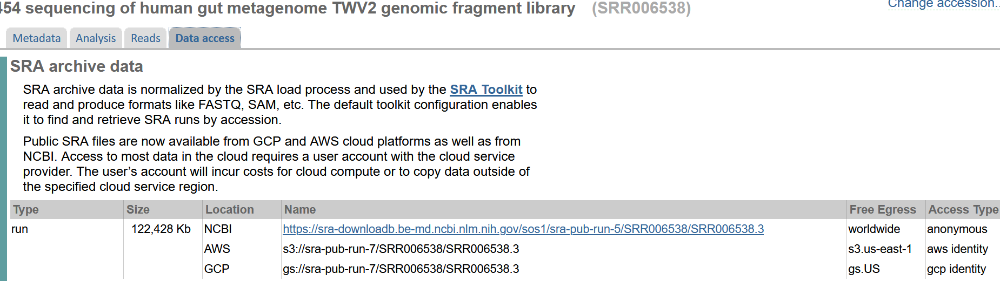 454 sequencing of human gut metagenome TWV2 genomic fragment library (SRR006538)
Change accession...
Metadata Analysis Reads Data access
SRA archive data
SRA archive data is normalized by the SRA load process and used by the SRA Toolkit to
read and produce formats like FASTQ, SAM, etc. The default toolkit configuration enables
it to find and retrieve SRA runs by accession.
Public SRA files are now available from GCP and AWS cloud platforms as well as from
NCBI. Access to most data in the cloud requires a user account with the cloud service
provider. The user’s account will incur costs for cloud compute or to copy data outside of
the specified cloud service region.
Type Size Location Name Free Egress Access Type
run 122,428 Kb NCBI https://sra-downloadb.be-md.ncbi.nlm.nih.gov/sos1/sra-pub-run-5/SRR006538/SRR006538.3 worldwide anonymous
AWS s3://sra-pub-run-7/SRR006538/SRR006538.3 s3.us-east-1 aws identity
GCP gs://sra-pub-run-7/SRR006538/SRR006538.3 gs.US gcp identity